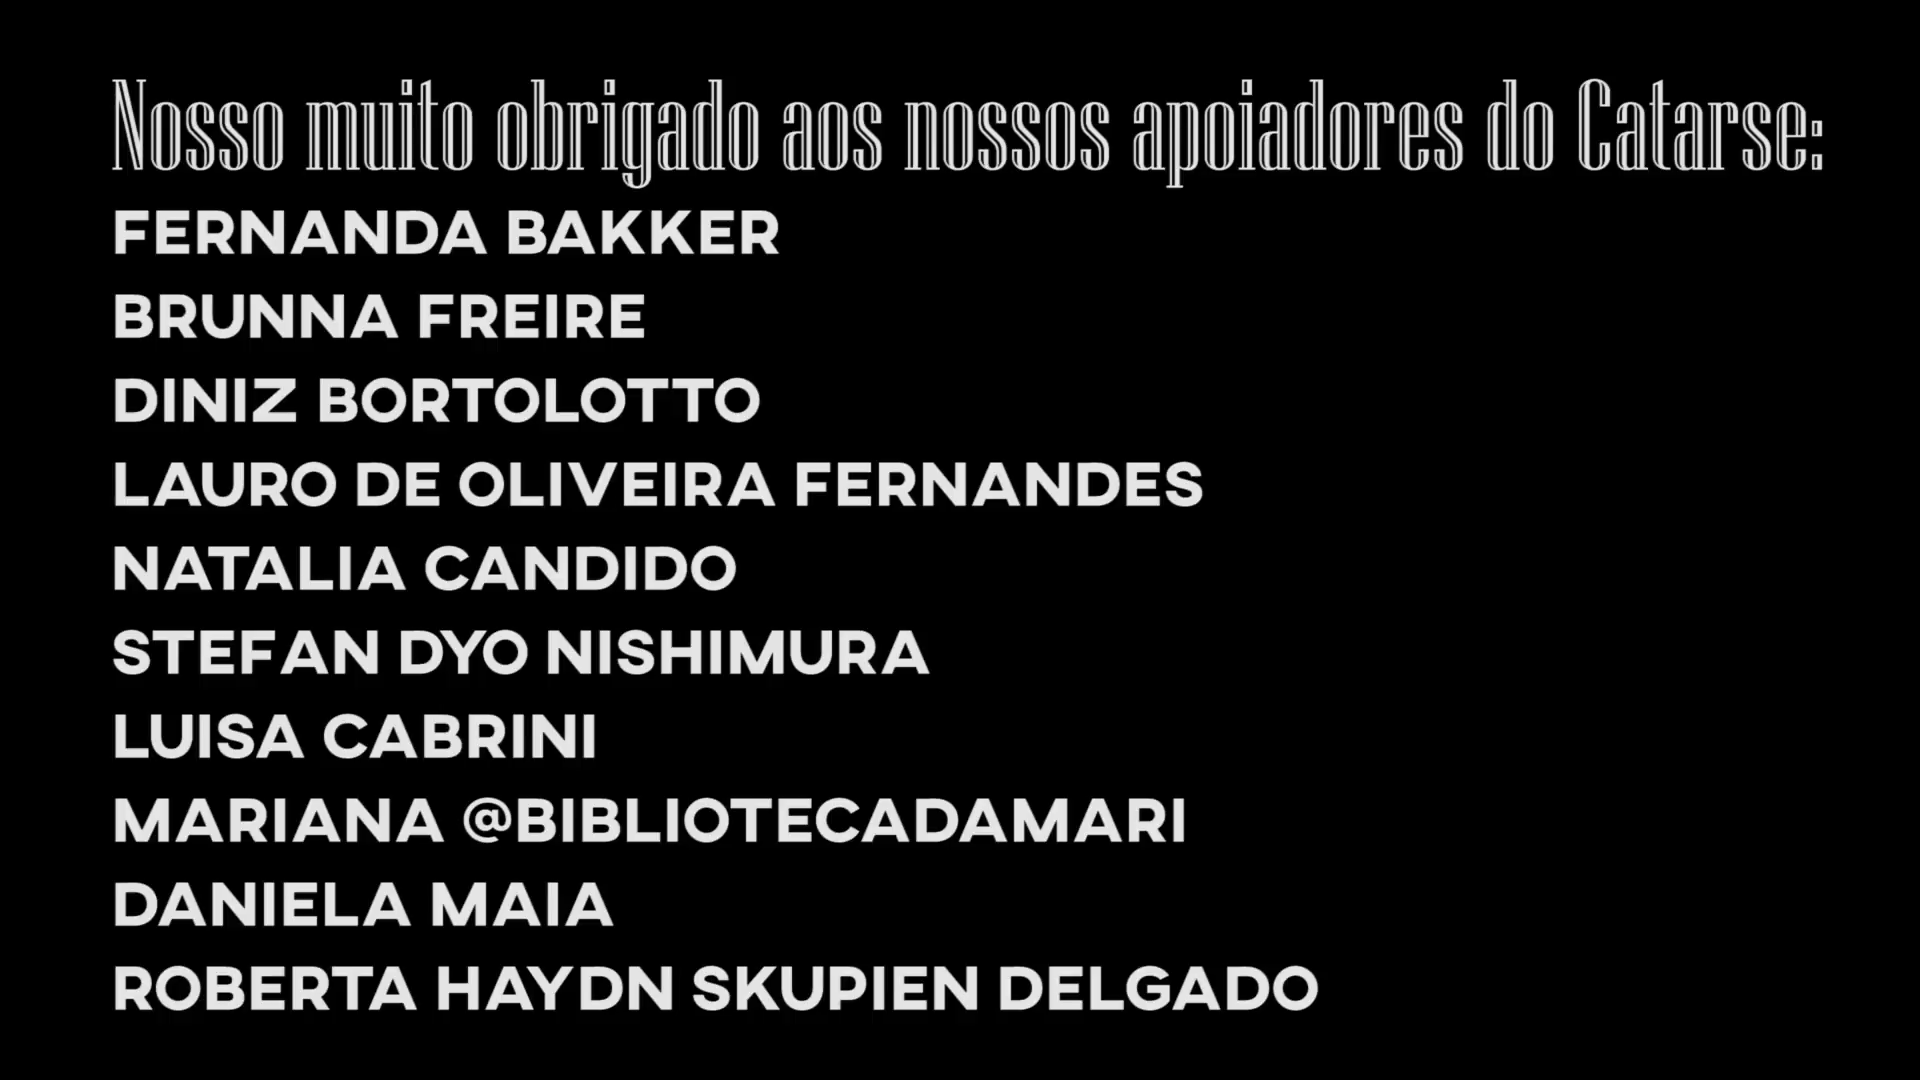 Nosso muito obrigado aos nossos apoiadores do Catarse:
FERNANDA BAKKER
BRUNNA FREIRE
DINIZ BORTOLOTTO
LAURO DE OLIVEIRA FERNANDES
NATALIA CANDIDO
STEFAN DYO NISHIMURA
LUISA CABRINI
MARIANA @BIBLIOTECADAMARI
DANIELA MAIA
ROBERTA HAYDN SKUPIEN DELGADO